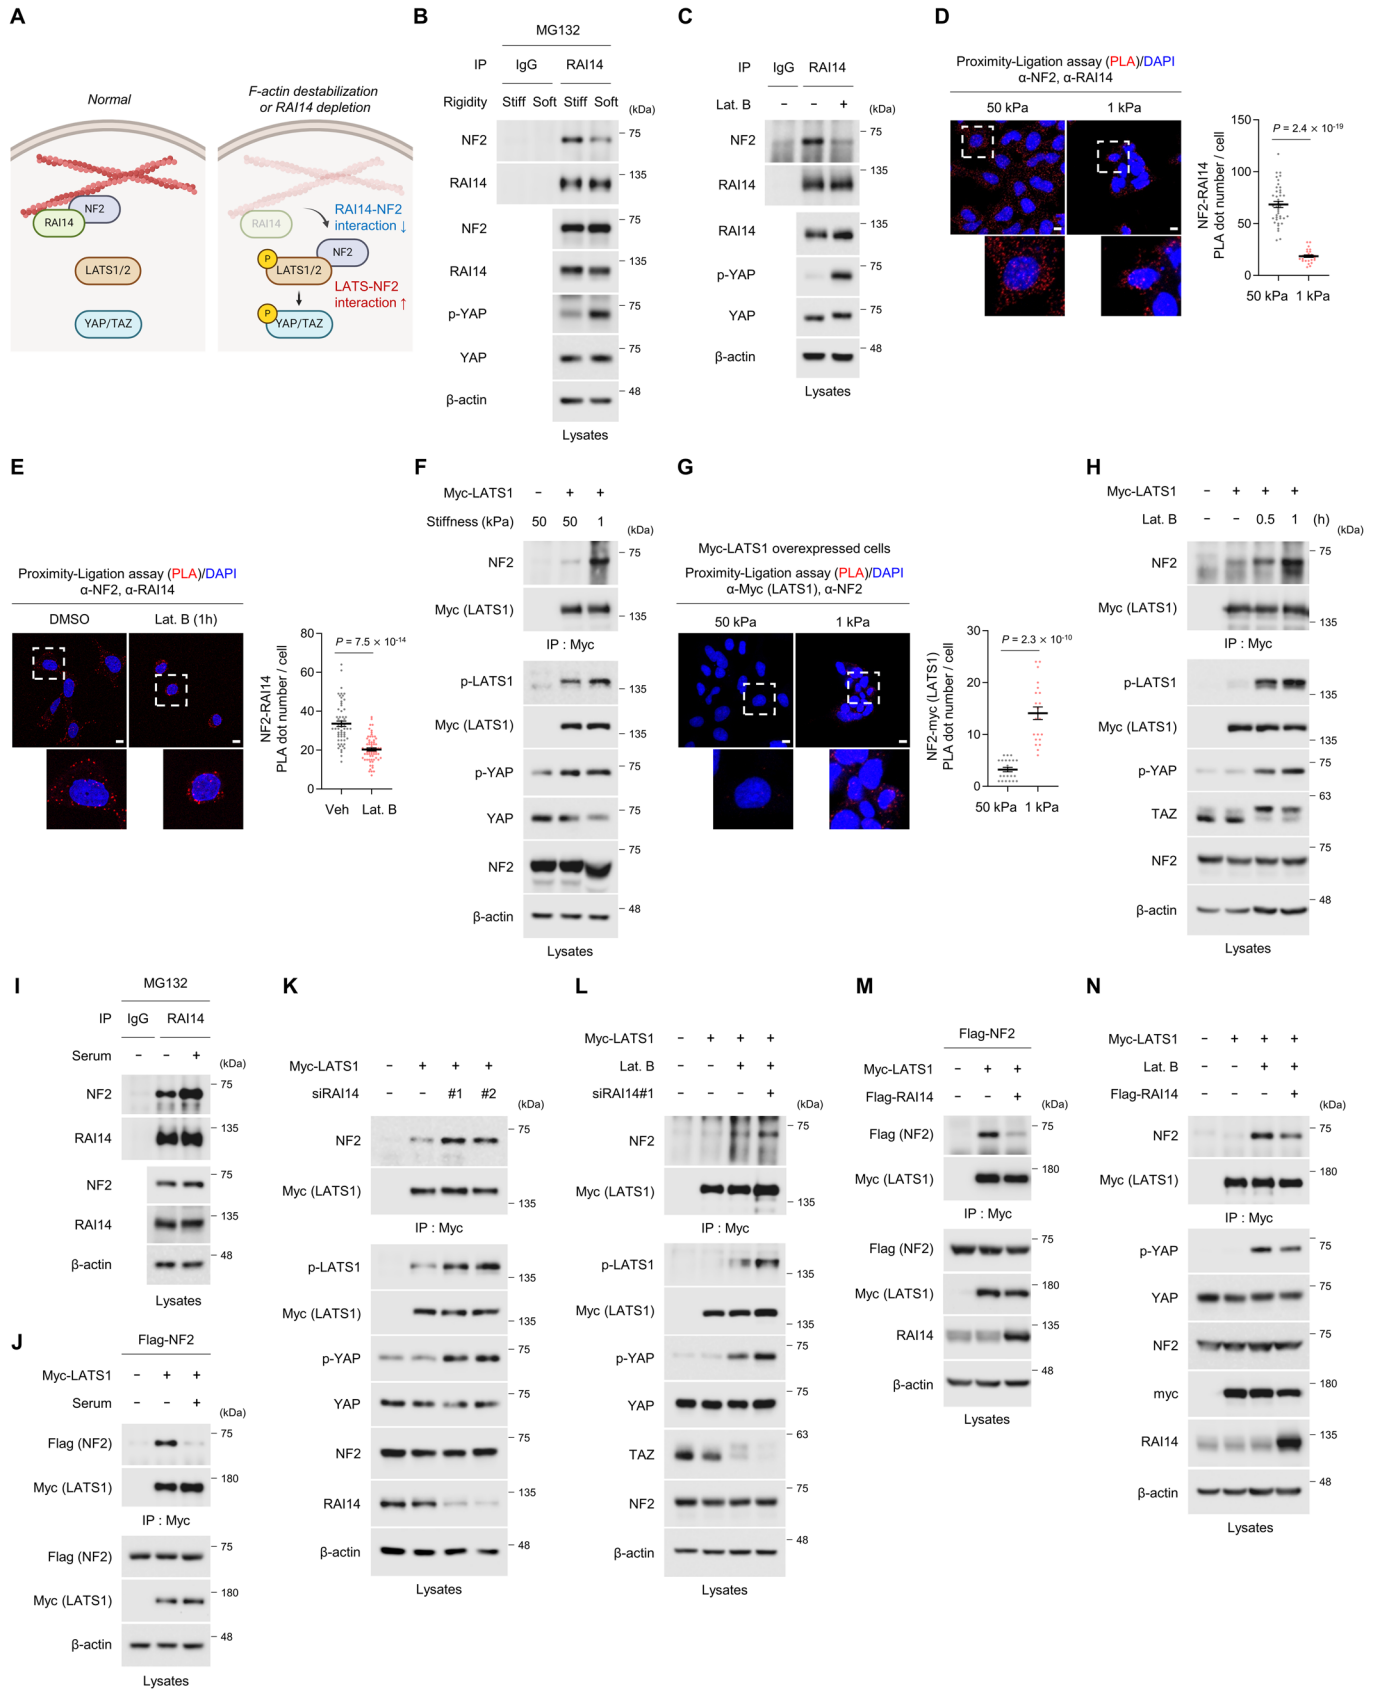 A
Normal
F-actin destabilization
or RAI14 depletion
RAI14
NF2
LATS1/2
YAP/TAZ
RAI14
RAI14-NF2
interaction ↓
NF2
P
LATS1/2
LATS-NF2
interaction ↑
P
YAP/TAZ
B
MG132
IP IgG RAI14
Rigidity Stiff Soft Stiff Soft (kDa)
NF2 75
RAI14 135
NF2 75
RAI14 135
p-YAP 75
YAP 75
β-actin 48
Lysates
C
IP IgG RAI14
Lat. B – – +
(kDa)
NF2 75
RAI14 135
RAI14 135
p-YAP 75
YAP 75
β-actin 48
Lysates
D
Proximity-Ligation assay (PLA)/DAPI
α-NF2, α-RAI14
50 kPa 1 kPa
NF2-RAI14
PLA dot number / cell
150
100
50
0
P = 2.4 × 10-19
50 kPa 1 kPa
E
Proximity-Ligation assay (PLA)/DAPI
α-NF2, α-RAI14
DMSO Lat. B (1h)
NF2-RAI14
PLA dot number / cell
80
60
40
20
0
P = 7.5 × 10-14
Veh Lat. B
F
Myc-LATS1 – + +
Stiffness (kPa) 50 50 1
(kDa)
NF2 75
Myc (LATS1) 135
IP : Myc
p-LATS1 135
Myc (LATS1) 135
p-YAP 75
YAP 75
NF2 75
β-actin 48
Lysates
G
Myc-LATS1 overexpressed cells
Proximity-Ligation assay (PLA)/DAPI
α-Myc (LATS1), α-NF2
50 kPa 1 kPa
NF2-myc (LATS1)
PLA dot number / cell
30
20
10
0
P = 2.3 × 10-10
50 kPa 1 kPa
H
Myc-LATS1 – + + +
Lat. B – – 0.5 1 (h)
(kDa)
NF2 75
Myc (LATS1) 135
IP : Myc
p-LATS1 135
Myc (LATS1) 135
p-YAP 75
TAZ 63
NF2 75
β-actin 48
Lysates
I
MG132
IP IgG RAI14
Serum – – +
(kDa)
NF2 75
RAI14 135
NF2 75
RAI14 135
β-actin 48
Lysates
J
Flag-NF2
Myc-LATS1 – + +
Serum – – +
(kDa)
Flag (NF2) 75
Myc (LATS1) 180
IP : Myc
Flag (NF2) 75
Myc (LATS1) 180
β-actin 48
Lysates
K
Myc-LATS1 – + + +
siRAI14 – – #1 #2
(kDa)
NF2 75
Myc (LATS1) 135
IP : Myc
p-LATS1 135
Myc (LATS1) 135
p-YAP 75
YAP 75
NF2 75
RAI14 135
β-actin 48
Lysates
L
Myc-LATS1 – + + +
Lat. B – – + +
siRAI14#1 – – – +
(kDa)
NF2 75
Myc (LATS1) 135
IP : Myc
p-LATS1 135
Myc (LATS1) 135
p-YAP 75
YAP 75
TAZ 63
NF2 75
β-actin 48
Lysates
M
Flag-NF2
Myc-LATS1 – + +
Flag-RAI14 – – +
(kDa)
Flag (NF2) 75
Myc (LATS1) 180
IP : Myc
Flag (NF2) 75
Myc (LATS1) 180
RAI14 135
β-actin 48
Lysates
N
Myc-LATS1 – + + +
Lat. B – – + +
Flag-RAI14 – – – +
(kDa)
NF2 75
Myc (LATS1) 180
IP : Myc
p-YAP 75
YAP 75
NF2 75
myc 180
RAI14 135
β-actin 48
Lysates